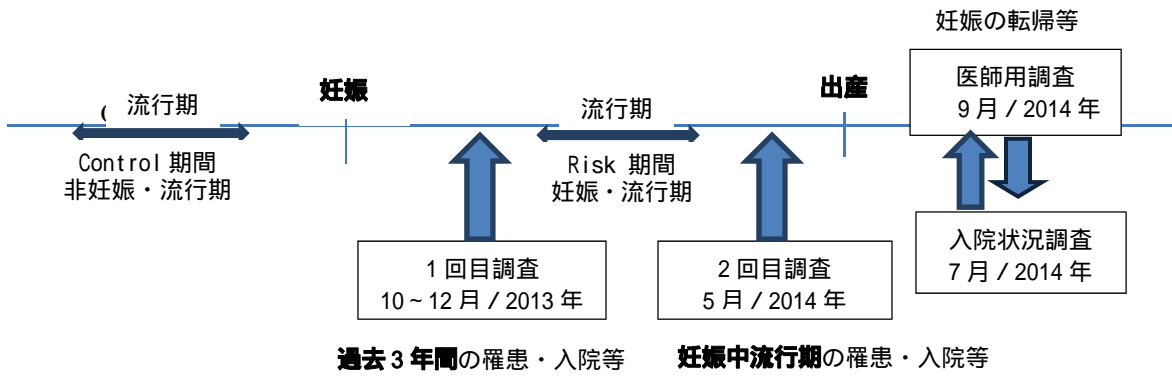 妊娠の転帰等
医師用調査
9月/2014年
妊娠
出産
( 流行期
流行期
Control 期間
非妊娠・流行期
Risk 期間
妊娠・流行期
1回目調査
10~12月/2013年
2回目調査
5月/2014年
入院状況調査
7月/2014年
過去3年間の罹患・入院等
妊娠中流行期の罹患・入院等